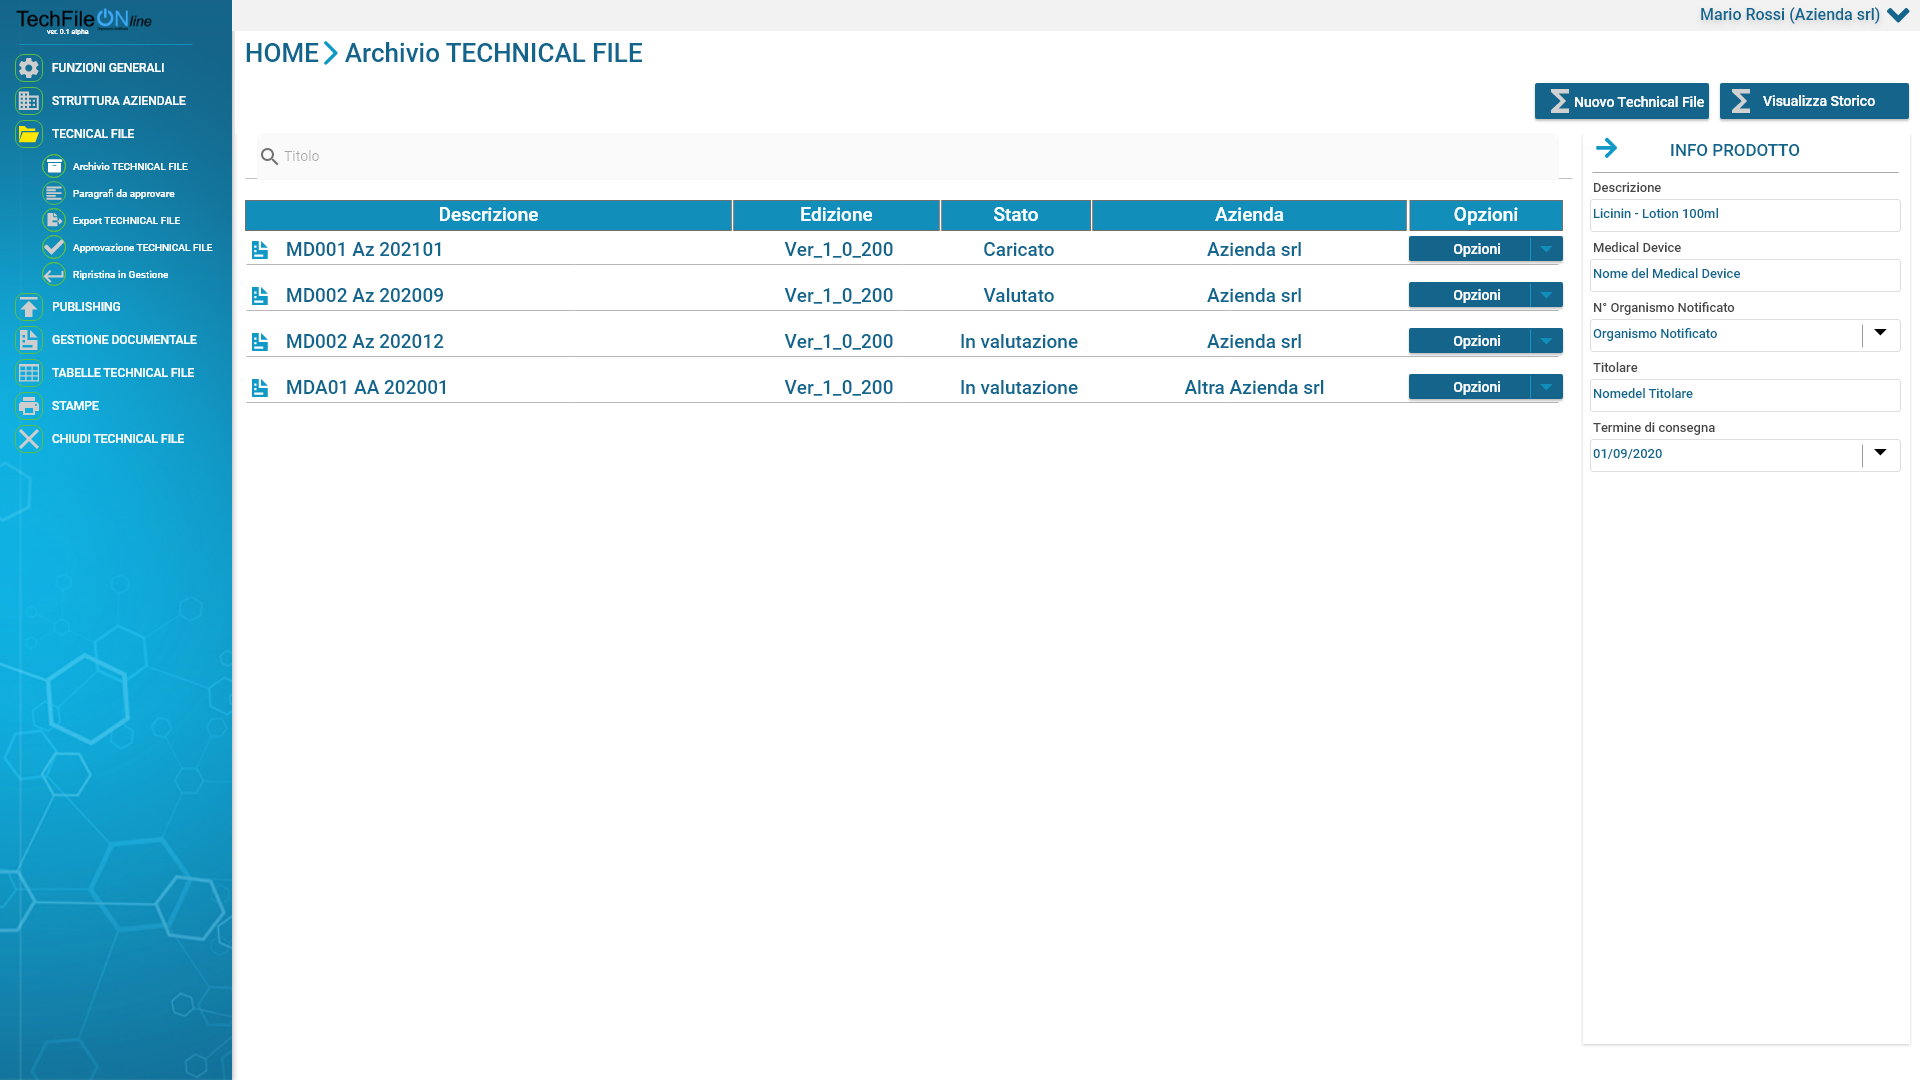 TechFileONline
ver. 0.1 alpha
Mario Rossi (Azienda srl)
HOME Archivio TECHNICAL FILE
FUNZIONI GENERALI
STRUTTURA AZIENDALE
TECNICAL FILE
Archivio TECHNICAL FILE
Paragrafi da approvare
Export TECHNICAL FILE
Approvazione TECHNICAL FILE
Ripristina in Gestione
PUBLISHING
GESTIONE DOCUMENTALE
TABELLE TECHNICAL FILE
STAMPE
CHIUDI TECHNICAL FILE
Nuovo Technical File
Visualizza Storico
Titolo
Descrizione Edizione Stato Azienda Opzioni
MD001 Az 202101 Ver_1_0_200 Caricato Azienda srl Opzioni
MD002 Az 202009 Ver_1_0_200 Valutato Azienda srl Opzioni
MD002 Az 202012 Ver_1_0_200 In valutazione Azienda srl Opzioni
MDA01 AA 202001 Ver_1_0_200 In valutazione Altra Azienda srl Opzioni
INFO PRODOTTO
Descrizione
Licinin - Lotion 100ml
Medical Device
Nome del Medical Device
N° Organismo Notificato
Organismo Notificato
Titolare
Nomedel Titolare
Termine di consegna
01/09/2020